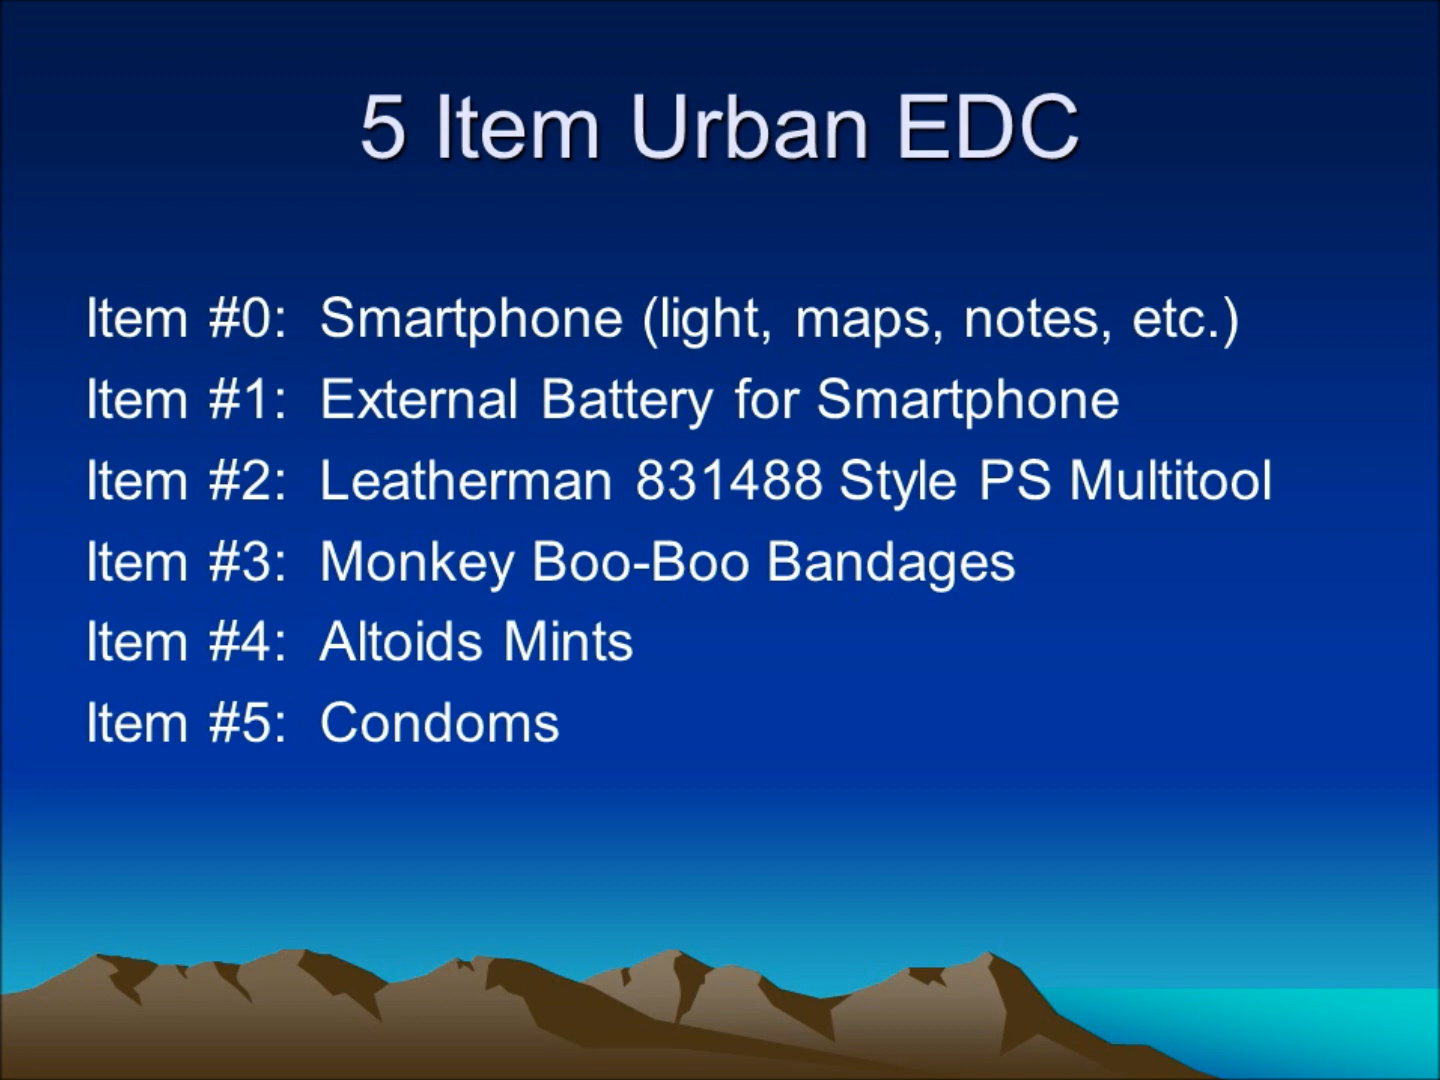 5 Item Urban EDC
Item #0: Smartphone (light, maps, notes, etc.)
Item #1: External Battery for Smartphone
Item #2: Leatherman 831488 Style PS Multitool
Item #3: Monkey Boo-Boo Bandages
Item #4: Altoids Mints
Item #5: Condoms